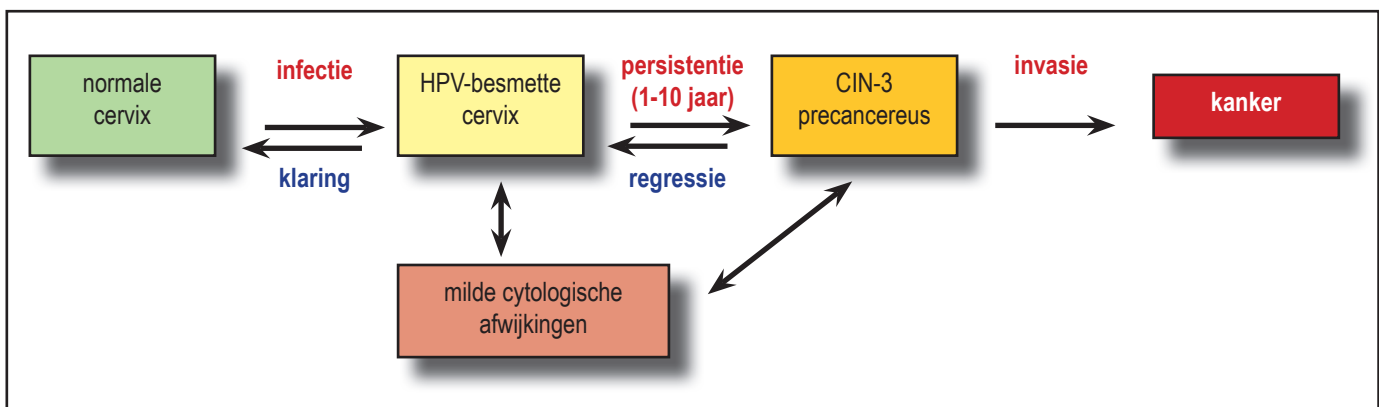 normale
cervix
infectie
klaring
HPV-besmette
cervix
persistentie
(1-10 jaar)
regressie
CIN-3
precancereus
invasie
kanker
milde cytologische
afwijkingen